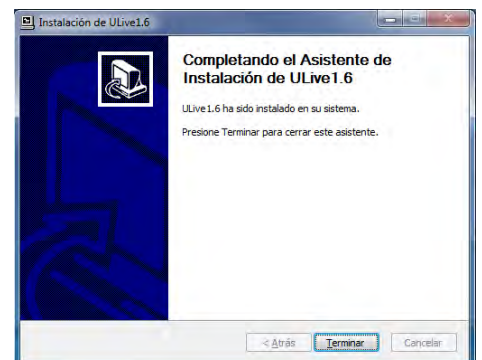 Instalación de ULive1.6
Completando el Asistente de
Instalación de ULive1.6
ULive1.6 ha sido instalado en su sistema.
Presione Terminar para cerrar este asistente.
< Atrás
Terminar
Cancelar